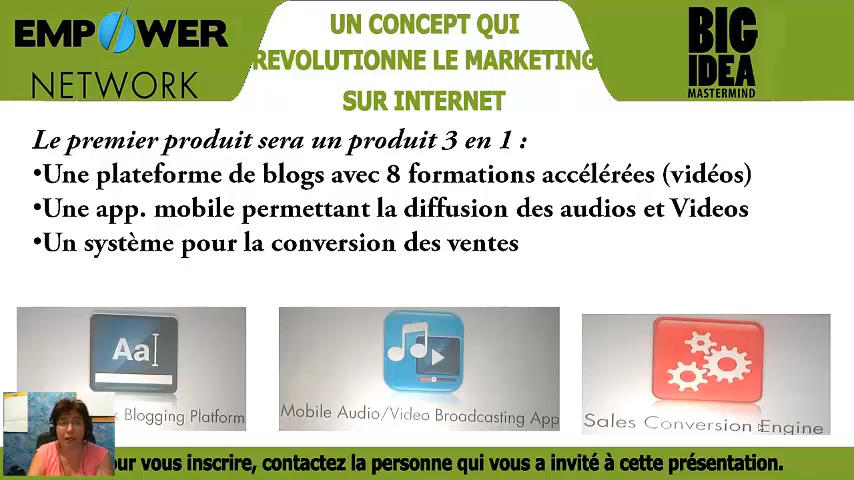 EMPOWER
NETWORK
UN CONCEPT QUI
REVOLUTIONNE LE MARKETING
SUR INTERNET
BIG
IDEA
MASTERMIND
Le premier produit sera un produit 3 en 1 :
•Une plateforme de blogs avec 8 formations accélérées (vidéos)
•Une app. mobile permettant la diffusion des audios et Videos
•Un système pour la conversion des ventes
Aa
Blogging Platform
Mobile Audio/Video Broadcasting App
Sales Conversion Engine
our vous inscrire, contactez la personne qui vous a invité à cette présentation.